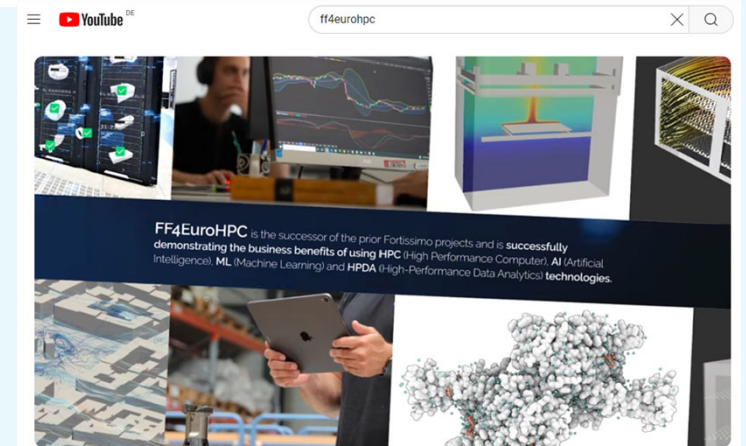 YouTube DE
ff4eurohpc
FF4EuroHPC is the successor of the prior Fortissimo projects and is successfully
demonstrating the business benefits of using HPC (High Performance Computer), AI (Artificial
Intelligence), ML (Machine Learning) and HPDA (High-Performance Data Analytics) technologies.